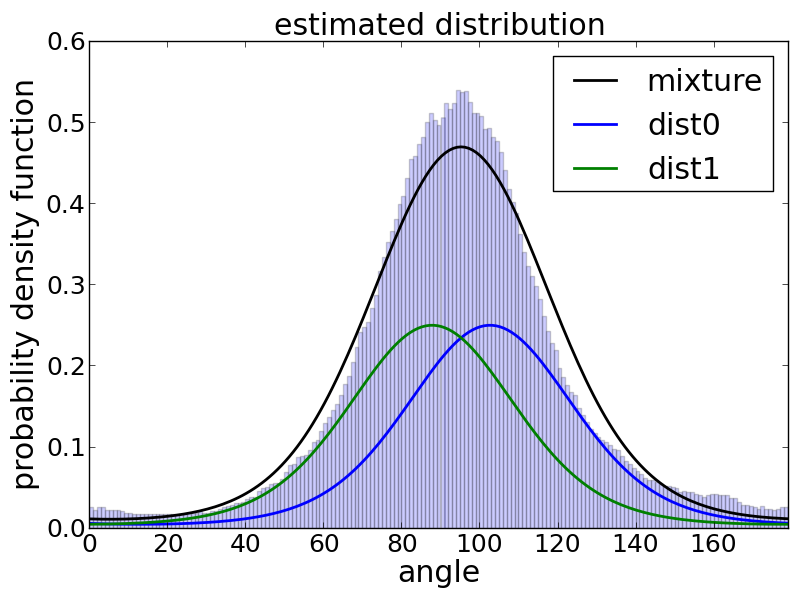 estimated distribution
0.6
0.5
0.4
0.3
0.2
0.1
0.0
probability density function
mixture
dist0
dist1
0 20 40 60 80 100 120 140 160
angle